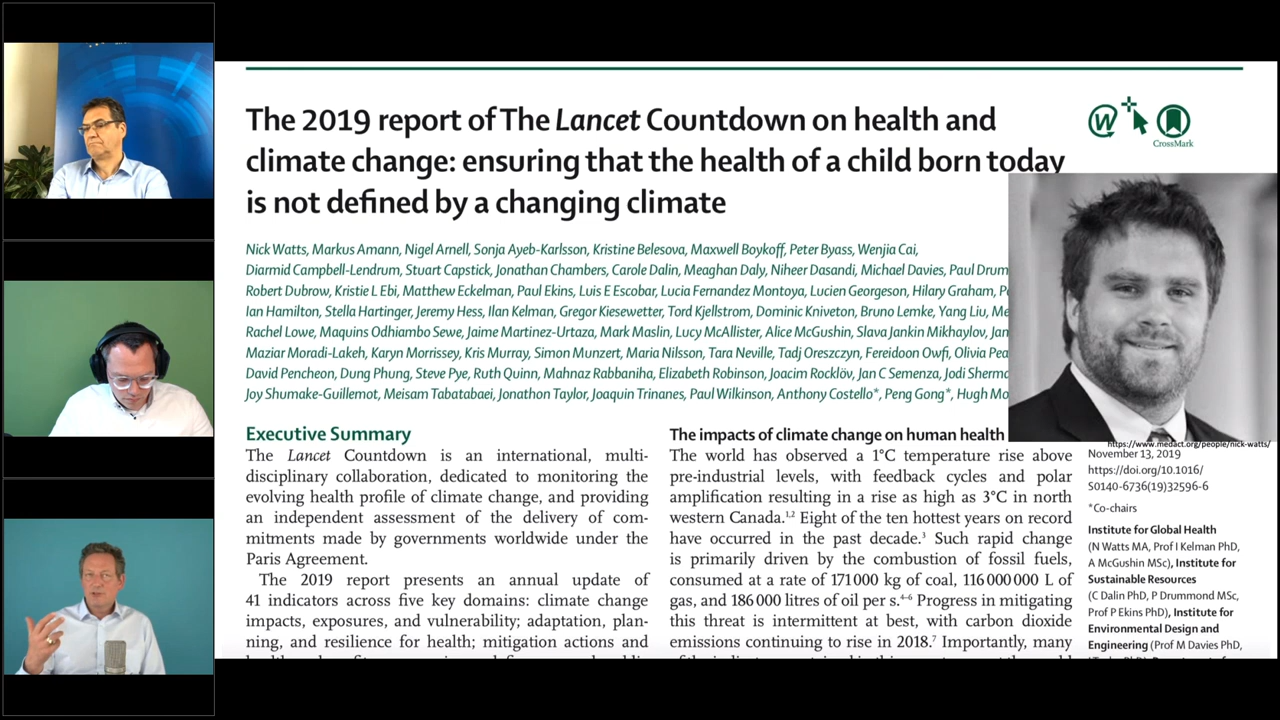 The 2019 report of The Lancet Countdown on health and
climate change: ensuring that the health of a child born today
is not defined by a changing climate
W
CrossMark
Nick Watts, Markus Amann, Nigel Arnell, Sonja Ayeb-Karlsson, Kristine Belesova, Maxwell Boykoff, Peter Byass, Wenjia Cai,
Diarmid Campbell-Lendrum, Stuart Capstick, Jonathan Chambers, Carole Dalin, Meaghan Daly, Niheer Dasandi, Michael Davies, Paul Drum
Robert Dubrow, Kristie L Ebi, Matthew Eckelman, Paul Ekins, Luis E Escobar, Lucia Fernandez Montoya, Lucien Georgeson, Hilary Graham, P
Ian Hamilton, Stella Hartinger, Jeremy Hess, Ilan Kelman, Gregor Kiesewetter, Tord Kjellstrom, Dominic Kniveton, Bruno Lemke, Yang Liu, Me
Rachel Lowe, Maquins Odhiambo Sewe, Jaime Martinez-Urtaza, Mark Maslin, Lucy McAllister, Alice McGushin, Slava Jankin Mikhaylov, Jan
Maziar Moradi-Lakeh, Karyn Morrissey, Kris Murray, Simon Munzert, Maria Nilsson, Tara Neville, Tadj Oreszczyn, Fereidoon Owfi, Olivia Pea
David Pencheon, Dung Phung, Steve Pye, Ruth Quinn, Mahnaz Rabbaniha, Elizabeth Robinson, Joacim Rocklöv, Jan C Semenza, Jodi Sherma
Joy Shumake-Guillemot, Meisam Tabatabaei, Jonathon Taylor, Joaquin Trinanes, Paul Wilkinson, Anthony Costello*, Peng Gong*, Hugh Mo
Executive Summary
The Lancet Countdown is an international, multi-
disciplinary collaboration, dedicated to monitoring the
evolving health profile of climate change, and providing
an independent assessment of the delivery of com-
mitments made by governments worldwide under the
Paris Agreement.
The 2019 report presents an annual update of
41 indicators across five key domains: climate change
impacts, exposures, and vulnerability; adaptation, plan-
ning, and resilience for health; mitigation actions and
The impacts of climate change on human health
The world has observed a 1°C temperature rise above
pre-industrial levels, with feedback cycles and polar
amplification resulting in a rise as high as 3°C in north
western Canada.1,2 Eight of the ten hottest years on record
have occurred in the past decade.3 Such rapid change
is primarily driven by the combustion of fossil fuels,
consumed at a rate of 171 000 kg of coal, 116 000 000 L of
gas, and 186 000 litres of oil per s.4–6 Progress in mitigating
this threat is intermittent at best, with carbon dioxide
emissions continuing to rise in 2018.7 Importantly, many
https://www.medact.org/people/nick-watts/
November 13, 2019
https://doi.org/10.1016/
S0140-6736(19)32596-6
*Co-chairs
Institute for Global Health
(N Watts MA, Prof I Kelman PhD,
A McGushin MSc), Institute for
Sustainable Resources
(C Dalin PhD, P Drummond MSc,
Prof P Ekins PhD), Institute for
Environmental Design and
Engineering (Prof M Davies PhD,